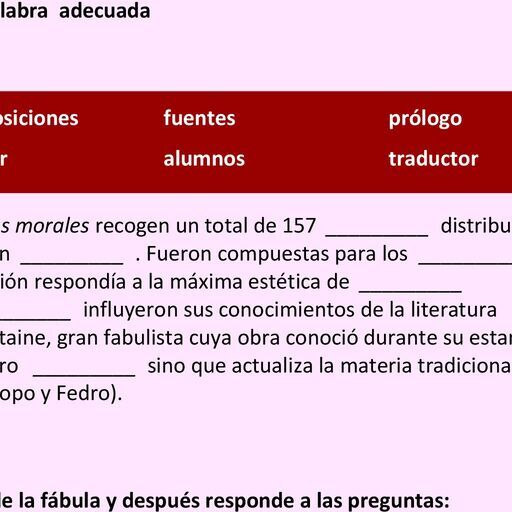 labra adecuada
siciones fuentes prólogo
r alumnos traductor
s morales recogen un total de 157 _________ distribu
n _________ . Fueron compuestas para los _________
ión respondía a la máxima estética de _________
_______ influyeron sus conocimientos de la literatura
taine, gran fabulista cuya obra conoció durante su estan
ro _________ sino que actualiza la materia tradiciona
opo y Fedro).
de la fábula y después responde a las preguntas: